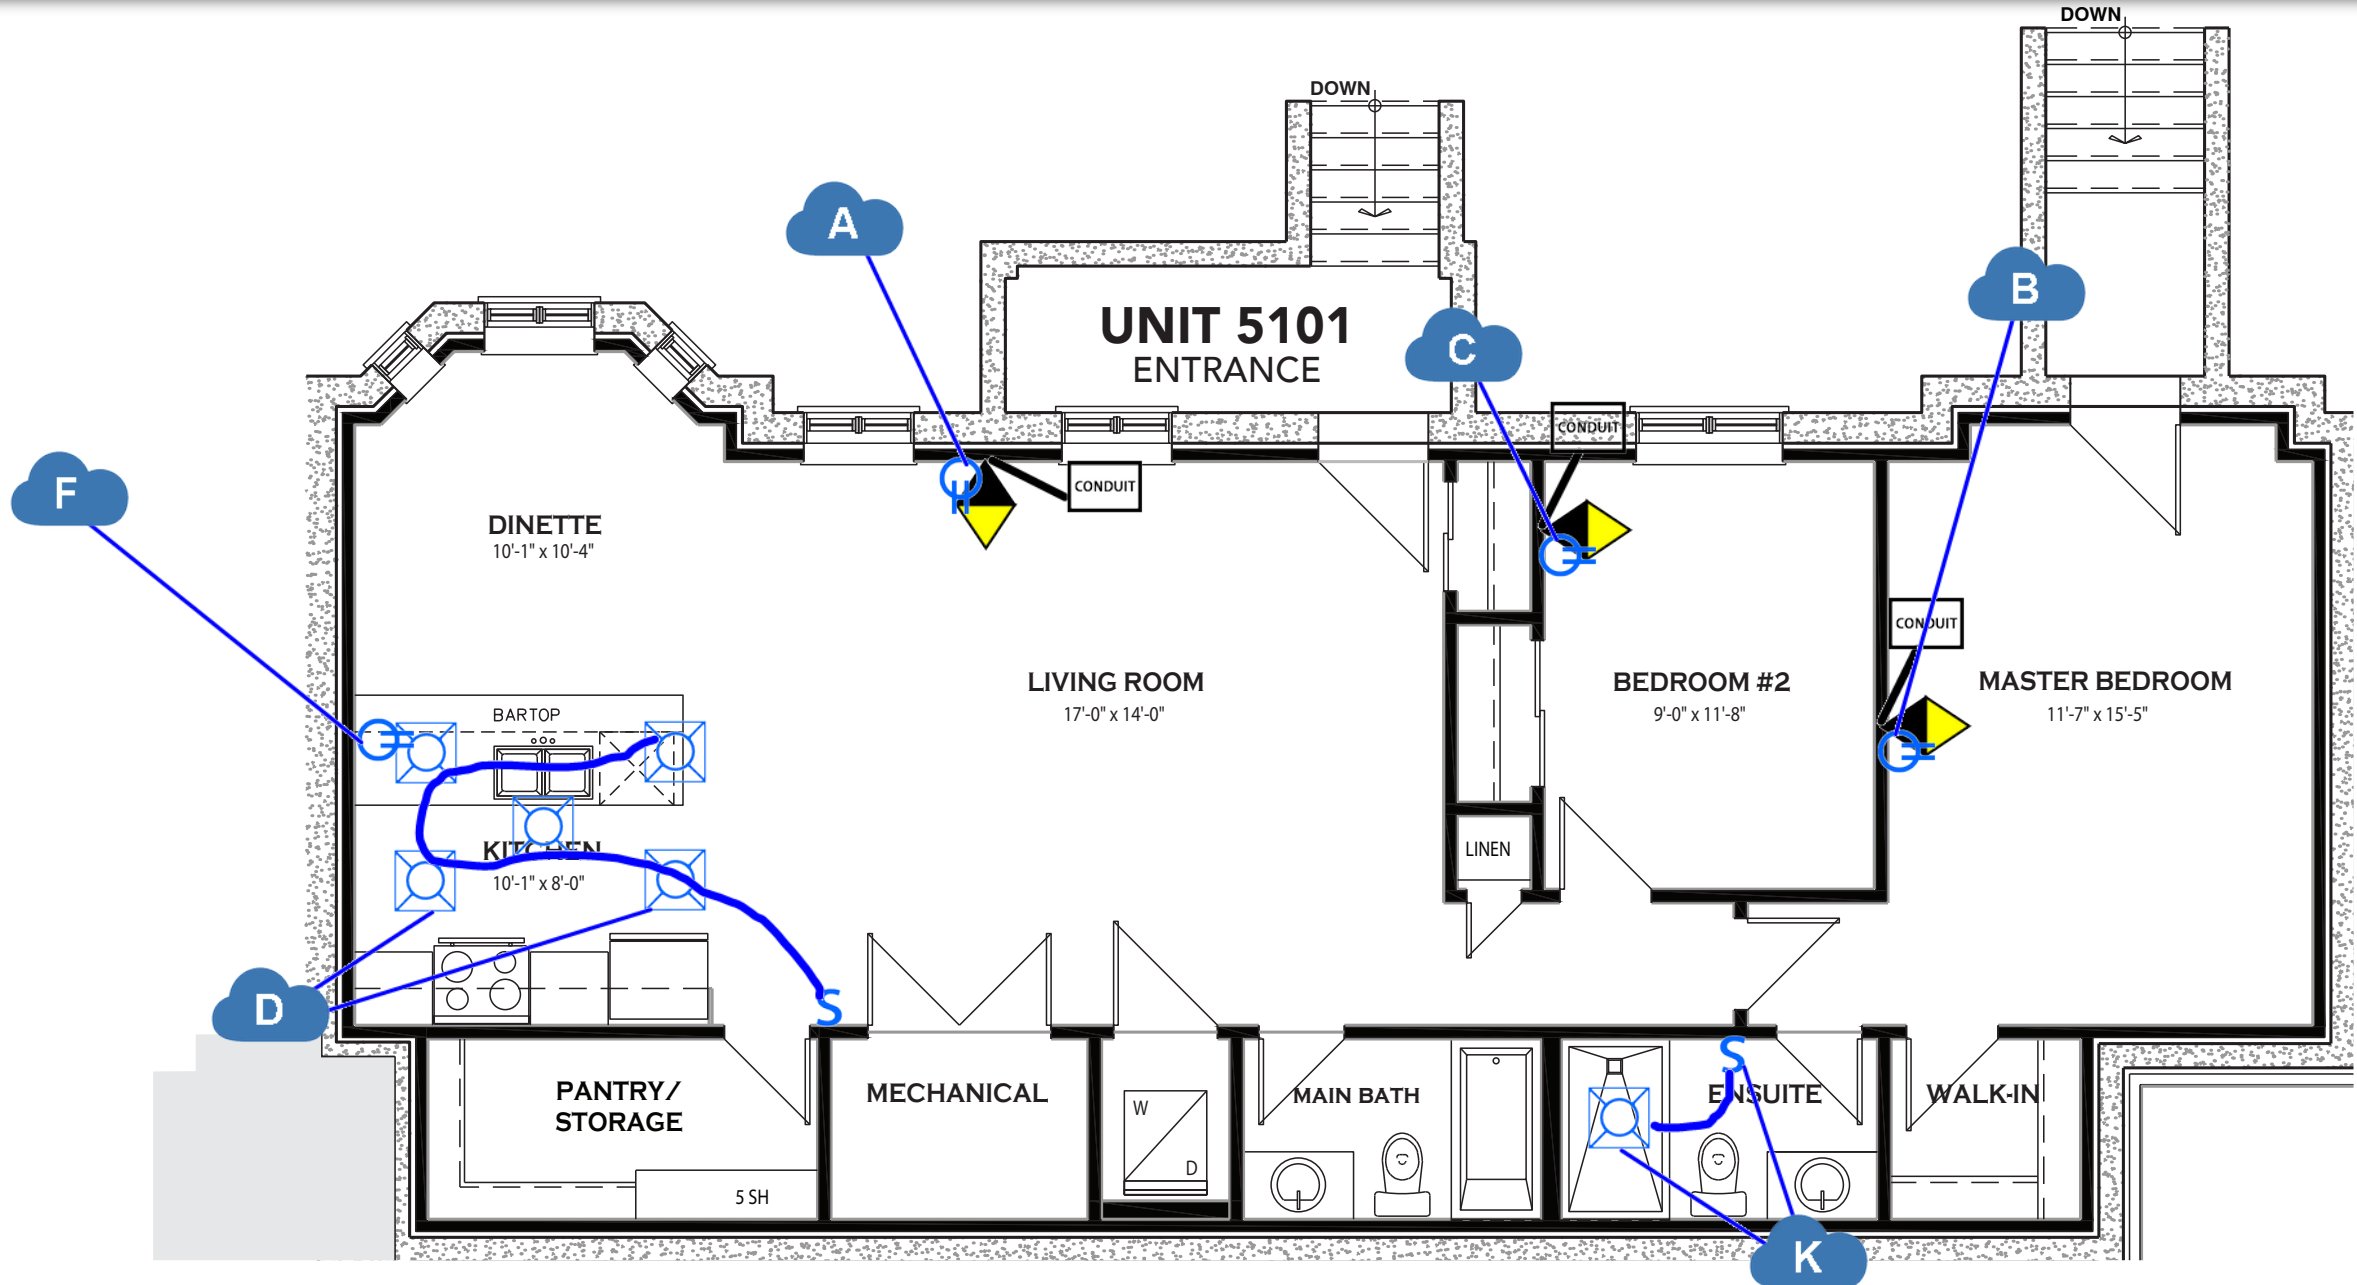 DOWN
DOWN
A
B
UNIT 5101
ENTRANCE
C
CONDUIT
F
CONDUIT
DINETTE
10'-1" x 10'-4"
CONDUIT
LIVING ROOM
17'-0" x 14'-0"
BEDROOM #2
9'-0" x 11'-8"
MASTER BEDROOM
11'-7" x 15'-5"
BARTOP
KITCHEN
10'-1" x 8'-0"
LINEN
D
S
S
PANTRY/
STORAGE
MECHANICAL
W
D
MAIN BATH
ENSUITE
WALK-IN
5 SH
K